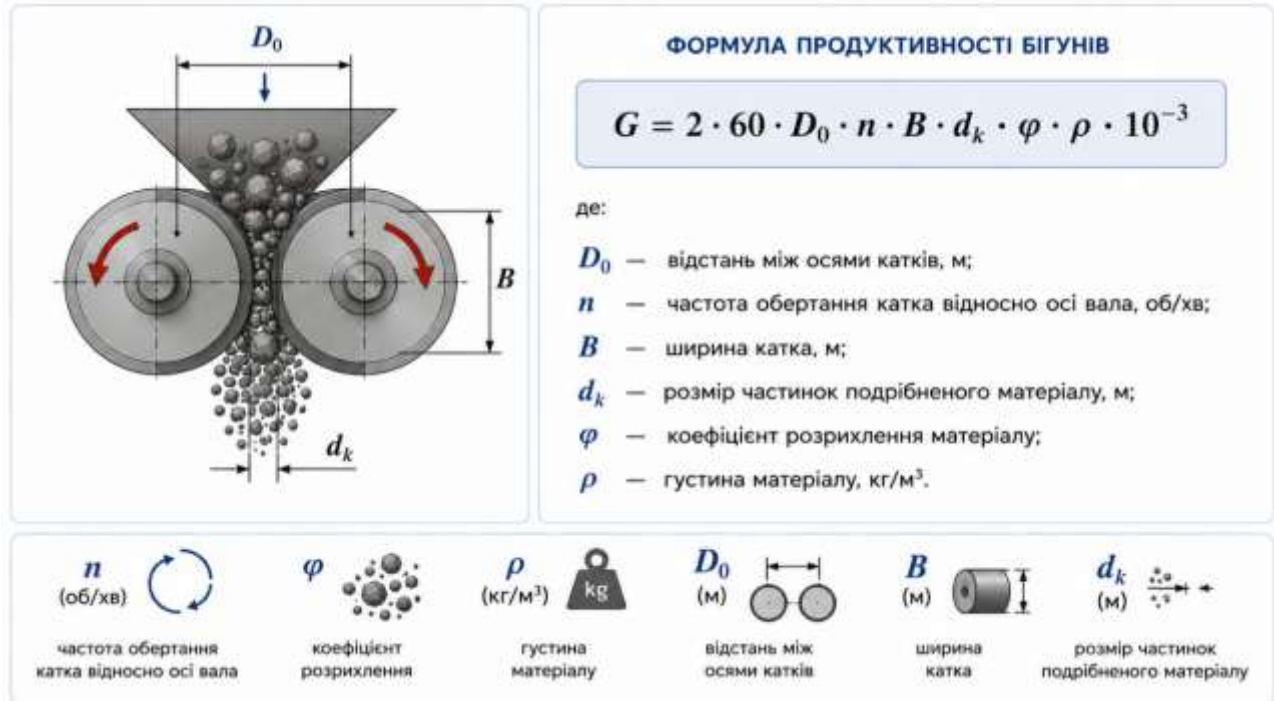 D₀
B
dₖ
ФОРМУЛА ПРОДУКТИВНОСТІ БІГУНІВ
G = 2 · 60 · D₀ · n · B · dₖ · φ · ρ · 10⁻³
де:
D₀ — відстань між осями катків, м;
n — частота обертання катка відносно осі вала, об/хв;
B — ширина катка, м;
dₖ — розмір частинок подрібненого матеріалу, м;
φ — коефіцієнт розрихлення матеріалу;
ρ — густина матеріалу, кг/м³.
n
(об/хв)
частота обертання
катка відносно осі вала
φ
коефіцієнт
розрихлення
ρ
(кг/м³)
kg
густина
матеріалу
D₀
(м)
відстань між
осями катків
B
(м)
ширина
катка
dₖ
(м)
розмір частинок
подрібненого матеріалу